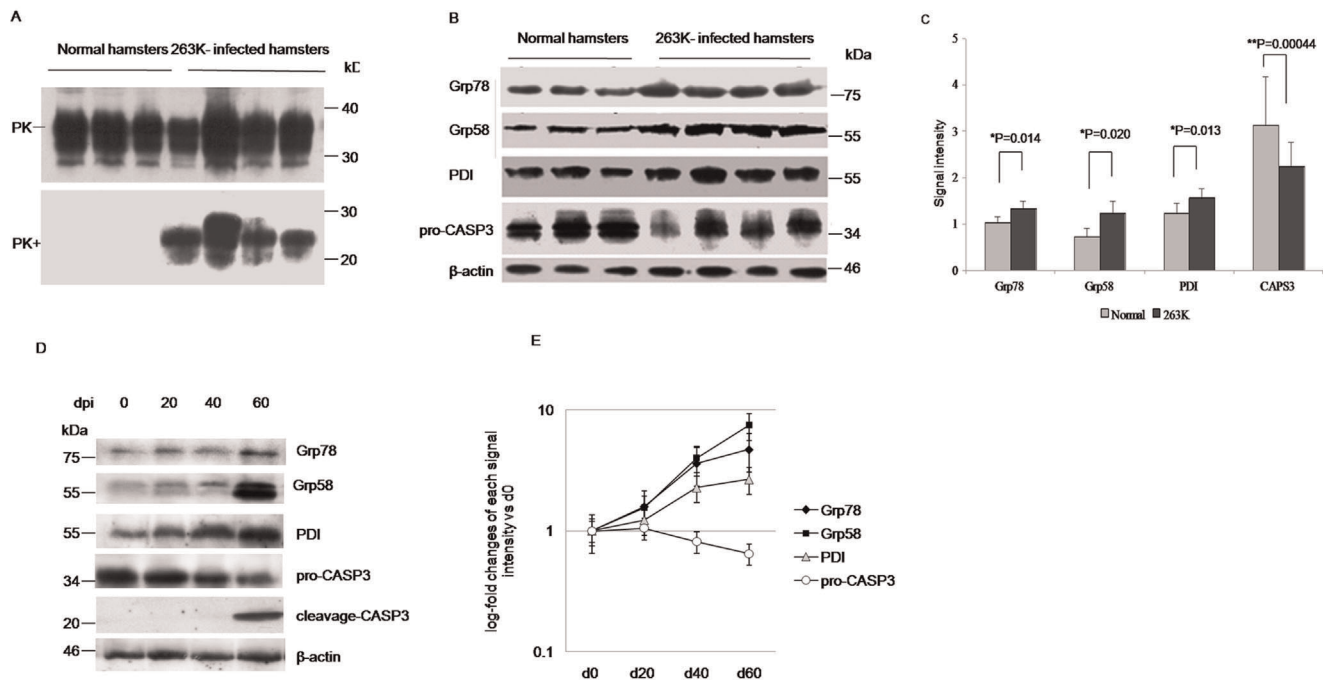 A
Normal hamsters 263K- infected hamsters
kD
PK—
40
30
PK+
30
20
B
Normal hamsters 263K- infected hamsters
kDa
Grp78
75
Grp58
55
PDI
55
pro-CASP3
34
β-actin
46
C
**P=0.00044
*P=0.014
*P=0.020
*P=0.013
Signal intensity
5
4
3
2
1
0
Grp78 Grp58 PDI CAPS3
Normal 263K
D
dpi 0 20 40 60
kDa
75 Grp78
55 Grp58
55 PDI
34 pro-CASP3
20 cleavage-CASP3
46 β-actin
E
log-fold changes of each signal
intensity vs d0
10
1
0.1
d0 d20 d40 d60
Grp78
Grp58
PDI
pro-CASP3